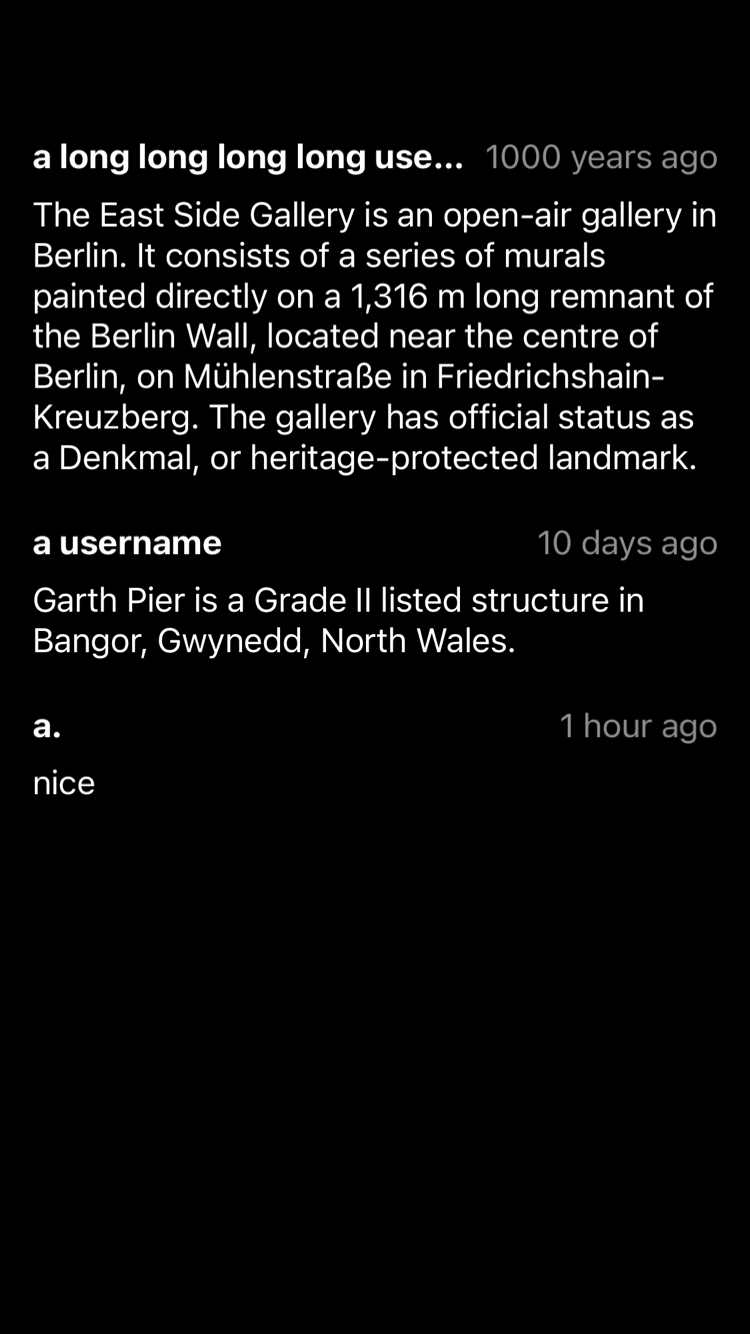 a long long long long use... 1000 years ago
The East Side Gallery is an open-air gallery in
Berlin. It consists of a series of murals
painted directly on a 1,316 m long remnant of
the Berlin Wall, located near the centre of
Berlin, on Mühlenstraße in Friedrichshain-
Kreuzberg. The gallery has official status as
a Denkmal, or heritage-protected landmark.
a username 10 days ago
Garth Pier is a Grade II listed structure in
Bangor, Gwynedd, North Wales.
a. 1 hour ago
nice